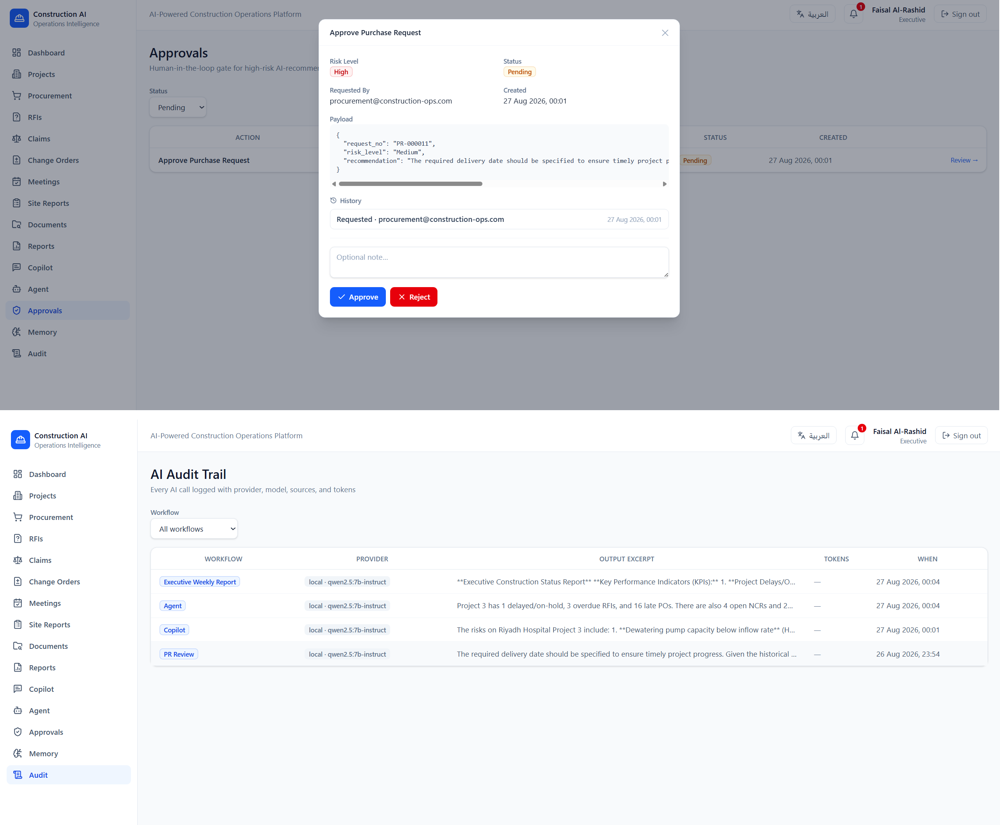 Construction AI
Operations Intelligence
AI-Powered Construction Operations Platform
العربية
1
Faisal Al-Rashid
Executive
Sign out
Dashboard
Projects
Procurement
RFIs
Claims
Change Orders
Meetings
Site Reports
Documents
Reports
Copilot
Agent
Approvals
Memory
Audit
Approvals
Human-in-the-loop gate for high-risk AI-recommen
Status
Pending
ACTION
STATUS
CREATED
Approve Purchase Request
Pending
27 Aug 2026, 00:01
Review →
Approve Purchase Request
Risk Level
High
Status
Pending
Requested By
procurement@construction-ops.com
Created
27 Aug 2026, 00:01
Payload
{
"request_no": "PR-000011",
"risk_level": "Medium",
"recommendation": "The required delivery date should be specified to ensure timely project p
}
History
Requested · procurement@construction-ops.com
27 Aug 2026, 00:01
Optional note...
Approve
Reject
Construction AI
Operations Intelligence
AI-Powered Construction Operations Platform
العربية
1
Faisal Al-Rashid
Executive
Sign out
Dashboard
Projects
Procurement
RFIs
Claims
Change Orders
Meetings
Site Reports
Documents
Reports
Copilot
Agent
Approvals
Memory
Audit
AI Audit Trail
Every AI call logged with provider, model, sources, and tokens
Workflow
All workflows
WORKFLOW PROVIDER OUTPUT EXCERPT TOKENS WHEN
Executive Weekly Report local · qwen2.5:7b-instruct **Executive Construction Status Report** **Key Performance Indicators (KPIs):** 1. **Project Delays/O... — 27 Aug 2026, 00:04
Agent local · qwen2.5:7b-instruct Project 3 has 1 delayed/on-hold, 3 overdue RFIs, and 16 late POs. There are also 4 open NCRs and 2... — 27 Aug 2026, 00:04
Copilot local · qwen2.5:7b-instruct The risks on Riyadh Hospital Project 3 include: 1. **Dewatering pump capacity below inflow rate** (H... — 27 Aug 2026, 00:01
PR Review local · qwen2.5:7b-instruct The required delivery date should be specified to ensure timely project progress. Given the historical ... — 26 Aug 2026, 23:54